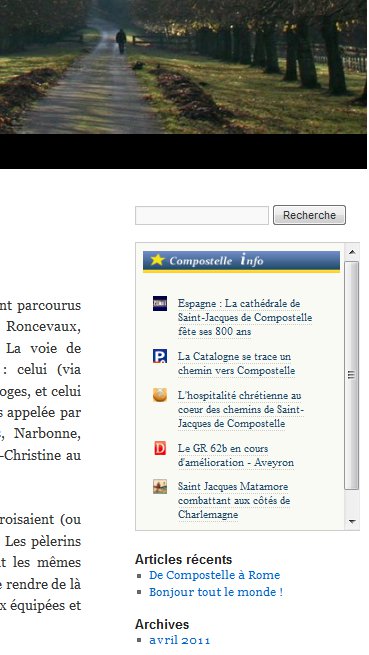 Recherche
Compostelle info
Espagne : La cathédrale de
Saint-Jacques de Compostelle
fête ses 800 ans
La Catalogne se trace un
chemin vers Compostelle
L'hospitalité chrétienne au
coeur des chemins de Saint-
Jacques
Le GR 62b en cours
d'amélioration - Aveyron
Saint Jacques Matamore
combattant aux côtés de
Charlemagne
nt parcourus
Roncevaux,
La voie de
: celui (via
oges, et celui
s appelée par
, Narbonne,
-Christine au
roisaient (ou
Les pèlerins
t les mêmes
e rendre de là
x équipées et
Articles récents
De Compostelle à Rome
Bonjour tout le monde !
Archives
avril 2011